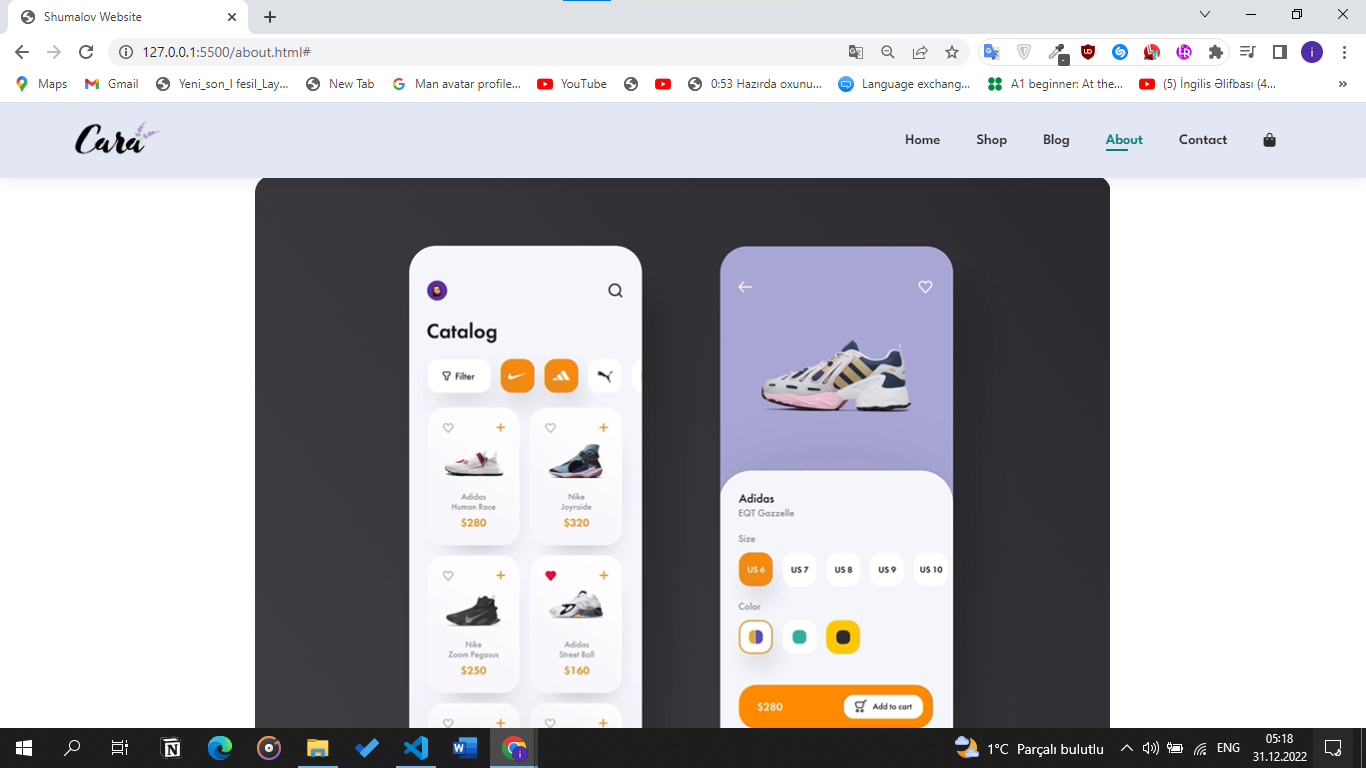 Shumalov Website
127.0.0.1:5500/about.html#
Maps
Gmail
Yeni_son_I fesil_Lay...
New Tab
Man avatar profile...
YouTube
0:53 Hazırda oxunu...
Language exchang...
A1 beginner: At the...
(5) İngilis Əlifbası (4...
»
Cara
Home
Shop
Blog
About
Contact
Catalog
Filter
Adidas
Human Race
$280
Nike
Joyraide
$320
Nike
Zoom Pegasus
$250
Adidas
Street Ball
$160
Adidas
EQT Gazzelle
Size
US 6
US 7
US 8
US 9
US 10
Color
$280
Add to cart
1°C Parçalı bulutlu
ENG
05:18
31.12.2022